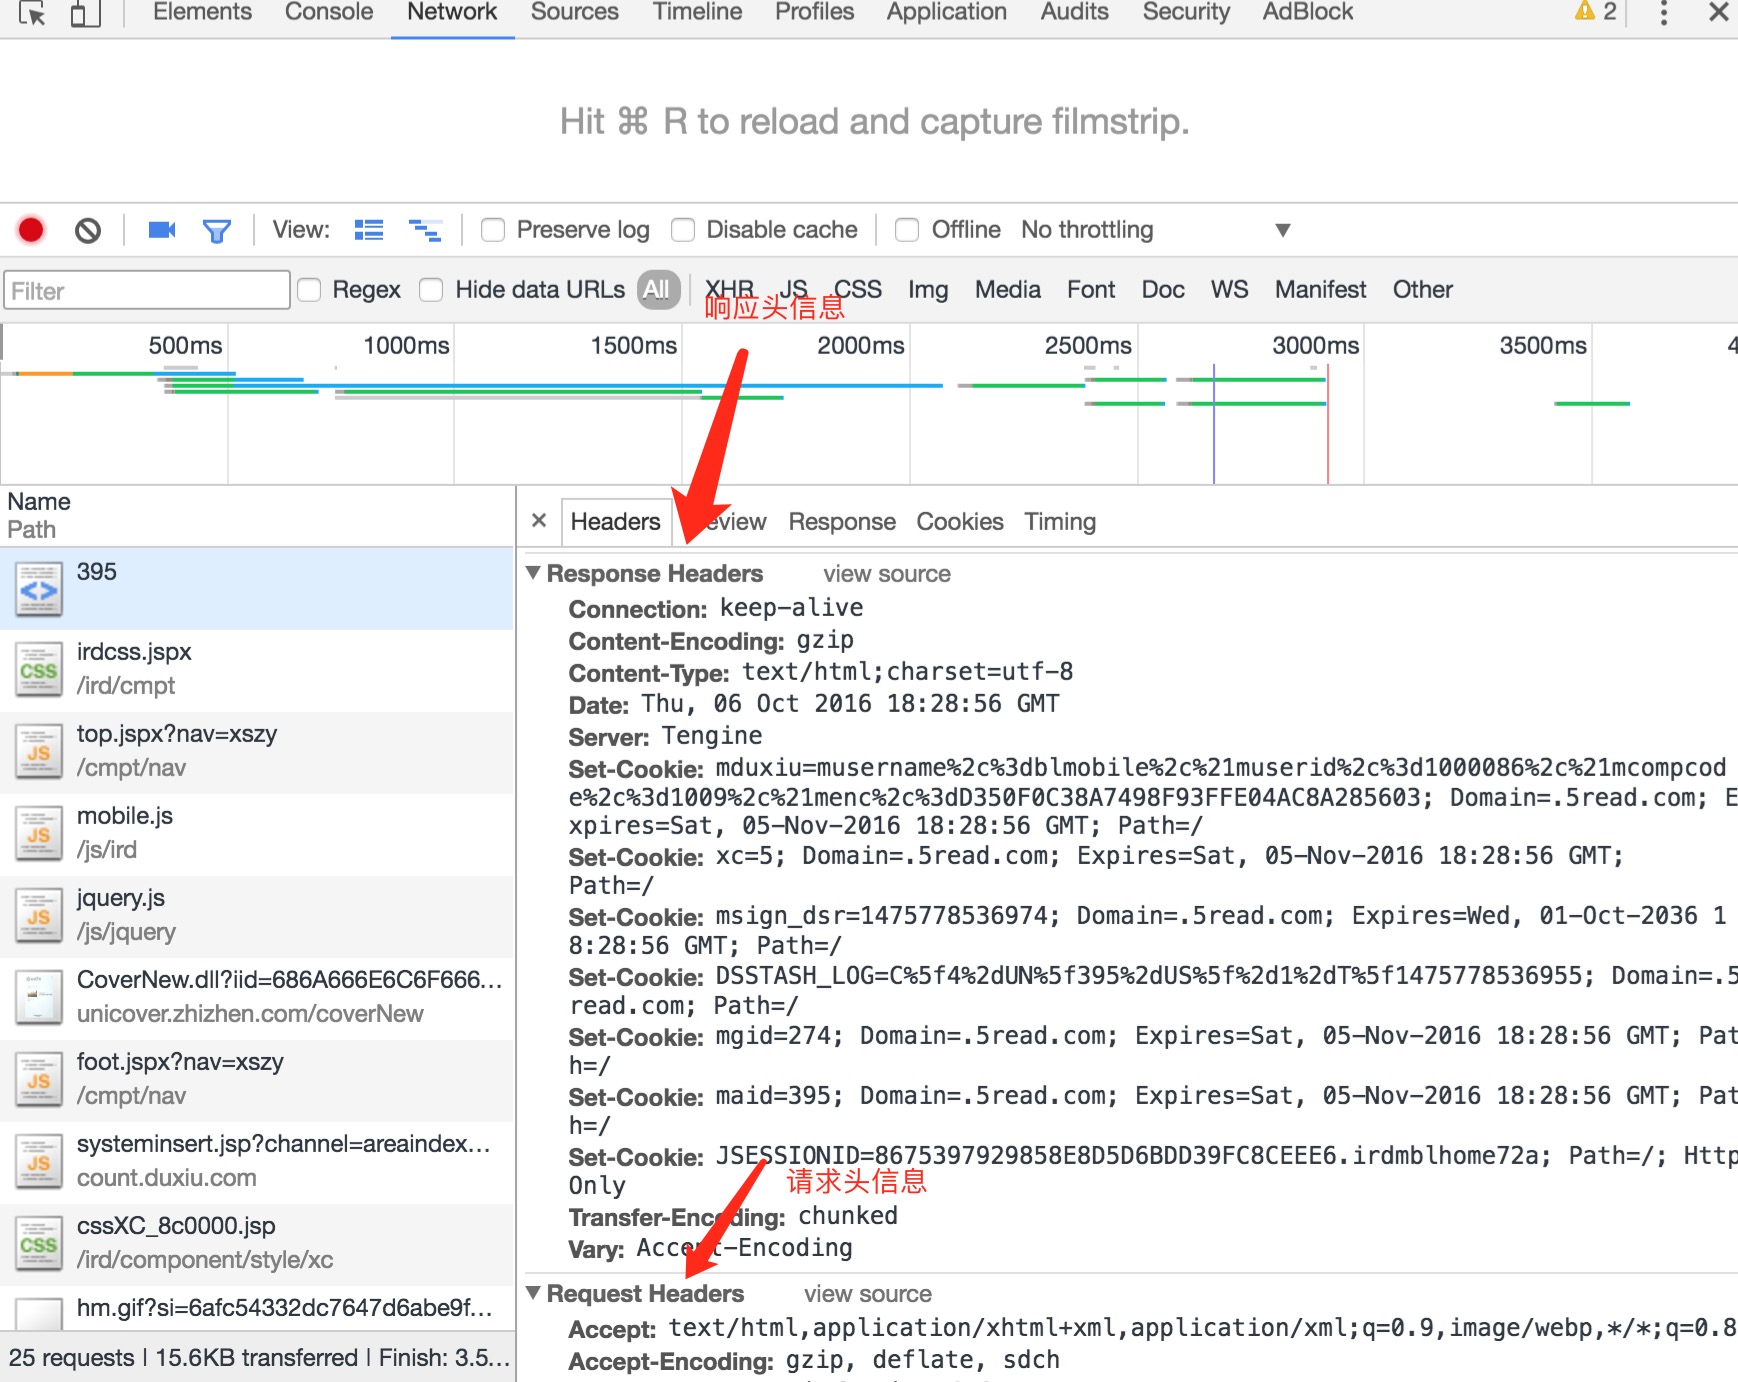 Elements Console Network Sources Timeline Profiles Application Audits Security AdBlock 2
Hit ⌘ R to reload and capture filmstrip.
View: Preserve log Disable cache Offline No throttling
Filter Regex Hide data URLs All XHR JS CSS Img Media Font Doc WS Manifest Other
响应头信息
500ms 1000ms 1500ms 2000ms 2500ms 3000ms 3500ms 4
Name
Path
395
irdcss.jspx
/ird/cmpt
top.jspx?nav=xszy
/cmpt/nav
mobile.js
/js/ird
jquery.js
/js/jquery
CoverNew.dll?iid=686A666E6C6F666...
unicover.zhizhen.com/coverNew
foot.jspx?nav=xszy
/cmpt/nav
systeminsert.jsp?channel=areaindex...
count.duxiu.com
cssXC_8c0000.jsp
/ird/component/style/xc
hm.gif?si=6afc54332dc7647d6abe9f...
25 requests | 15.6KB transferred | Finish: 3.5...
× Headers eview Response Cookies Timing
Response Headers view source
Connection: keep-alive
Content-Encoding: gzip
Content-Type: text/html;charset=utf-8
Date: Thu, 06 Oct 2016 18:28:56 GMT
Server: Tengine
Set-Cookie: mduxiu=musername%2c%3dblmobile%2c%21muserid%2c%3d1000086%2c%21mcompcod
e%2c%3d1009%2c%21menc%2c%3dD350F0C38A7498F93FFE04AC8A285603; Domain=.5read.com; E
xpires=Sat, 05-Nov-2016 18:28:56 GMT; Path=/
Set-Cookie: xc=5; Domain=.5read.com; Expires=Sat, 05-Nov-2016 18:28:56 GMT;
Path=/
Set-Cookie: msign_dsr=1475778536974; Domain=.5read.com; Expires=Wed, 01-Oct-2036 1
8:28:56 GMT; Path=/
Set-Cookie: DSSTASH_LOG=C%5f4%2dUN%5f395%2dUS%5f%2d1%2dT%5f1475778536955; Domain=.5
read.com; Path=/
Set-Cookie: mgid=274; Domain=.5read.com; Expires=Sat, 05-Nov-2016 18:28:56 GMT; Pat
h=/
Set-Cookie: maid=395; Domain=.5read.com; Expires=Sat, 05-Nov-2016 18:28:56 GMT; Pat
h=/
Set-Cookie: JSESSIONID=8675397929858E8D5D6BDD39FC8CEEE6.irdmblhome72a; Path=/; Http
Only
请求头信息
Transfer-Encoding: chunked
Vary: Accept-Encoding
Request Headers view source
Accept: text/html,application/xhtml+xml,application/xml;q=0.9,image/webp,*/*;q=0.8
Accept-Encoding: gzip, deflate, sdch